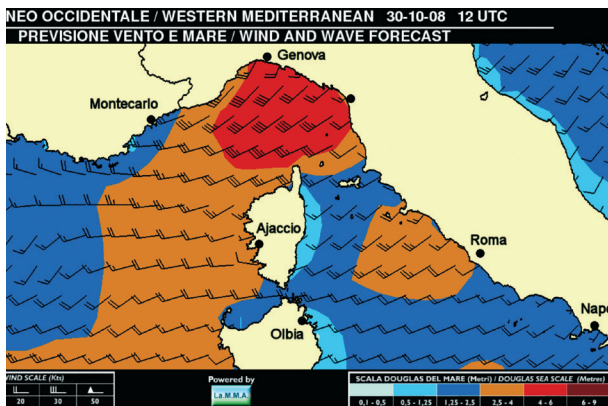 NEO OCCIDENTALE / WESTERN MEDITERRANEAN 30-10-08 12 UTC
PREVISIONE VENTO E MARE / WIND AND WAVE FORECAST
Genova
Montecarlo
Ajaccio
Roma
Olbia
Napo
WIND SCALE (Kts)
20 30 50
Powered by
La.M.M.A.
SCALA DOUGLAS DEL MARE (Metri) / DOUGLAS SEA SCALE (Metres)
0,1 - 0,5 0,5 - 1,25 1,25 - 2,5 2,5 - 4 4 - 6 6 - 9